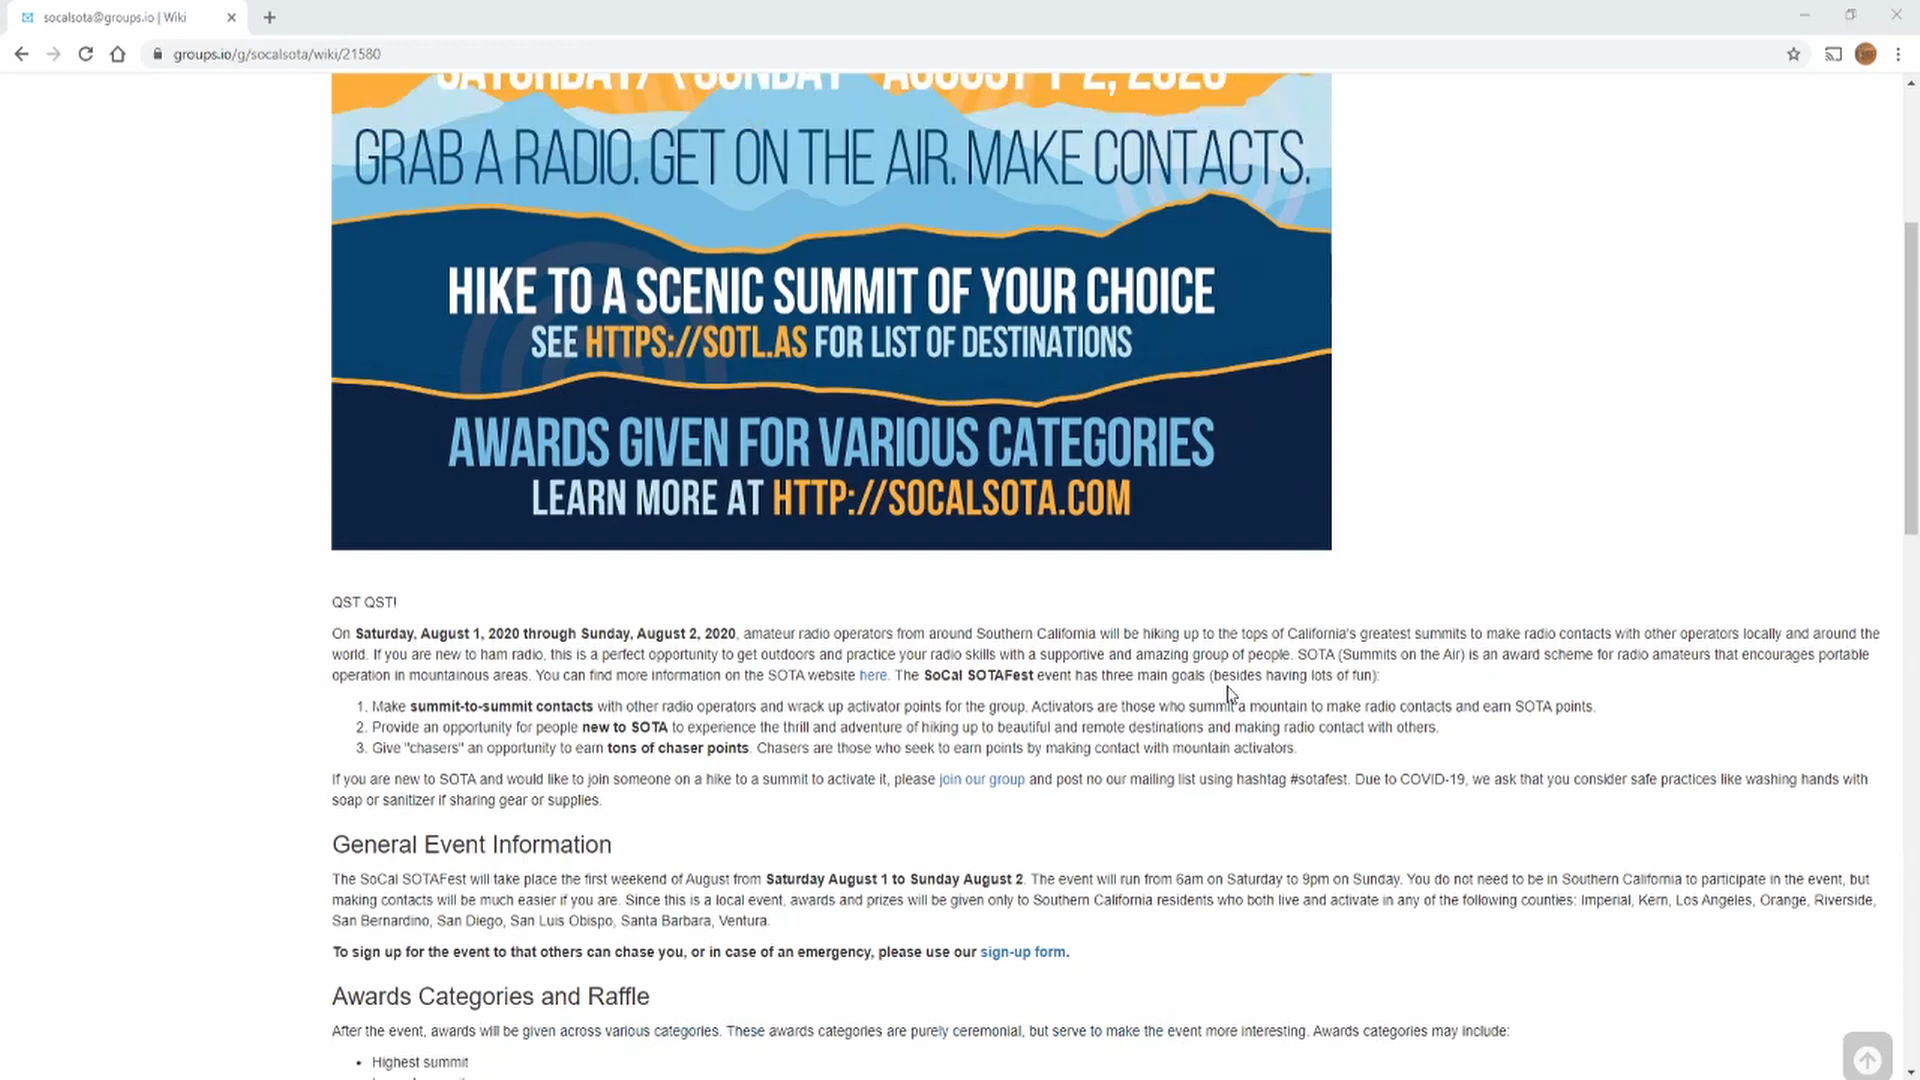 socalsota@groups.io | Wiki
groups.io/g/socalsota/wiki/21580
SATURDAY/\SUNDAY AUGUST 1-2, 2020
GRAB A RADIO. GET ON THE AIR. MAKE CONTACTS.
HIKE TO A SCENIC SUMMIT OF YOUR CHOICE
SEE HTTPS://SOTL.AS FOR LIST OF DESTINATIONS
AWARDS GIVEN FOR VARIOUS CATEGORIES
LEARN MORE AT HTTP://SOCALSOTA.COM
QST QST!
On Saturday, August 1, 2020 through Sunday, August 2, 2020, amateur radio operators from around Southern California will be hiking up to the tops of California's greatest summits to make radio contacts with other operators locally and around the
world. If you are new to ham radio, this is a perfect opportunity to get outdoors and practice your radio skills with a supportive and amazing group of people. SOTA (Summits on the Air) is an award scheme for radio amateurs that encourages portable
operation in mountainous areas. You can find more information on the SOTA website here. The SoCal SOTAFest event has three main goals (besides having lots of fun):
1. Make summit-to-summit contacts with other radio operators and wrack up activator points for the group. Activators are those who summit a mountain to make radio contacts and earn SOTA points.
2. Provide an opportunity for people new to SOTA to experience the thrill and adventure of hiking up to beautiful and remote destinations and making radio contact with others.
3. Give "chasers" an opportunity to earn tons of chaser points. Chasers are those who seek to earn points by making contact with mountain activators.
If you are new to SOTA and would like to join someone on a hike to a summit to activate it, please join our group and post no our mailing list using hashtag #sotafest. Due to COVID-19, we ask that you consider safe practices like washing hands with
soap or sanitizer if sharing gear or supplies.
General Event Information
The SoCal SOTAFest will take place the first weekend of August from Saturday August 1 to Sunday August 2. The event will run from 6am on Saturday to 9pm on Sunday. You do not need to be in Southern California to participate in the event, but
making contacts will be much easier if you are. Since this is a local event, awards and prizes will be given only to Southern California residents who both live and activate in any of the following counties: Imperial, Kern, Los Angeles, Orange, Riverside,
San Bernardino, San Diego, San Luis Obispo, Santa Barbara, Ventura.
To sign up for the event to that others can chase you, or in case of an emergency, please use our sign-up form.
Awards Categories and Raffle
After the event, awards will be given across various categories. These awards categories are purely ceremonial, but serve to make the event more interesting. Awards categories may include:
• Highest summit